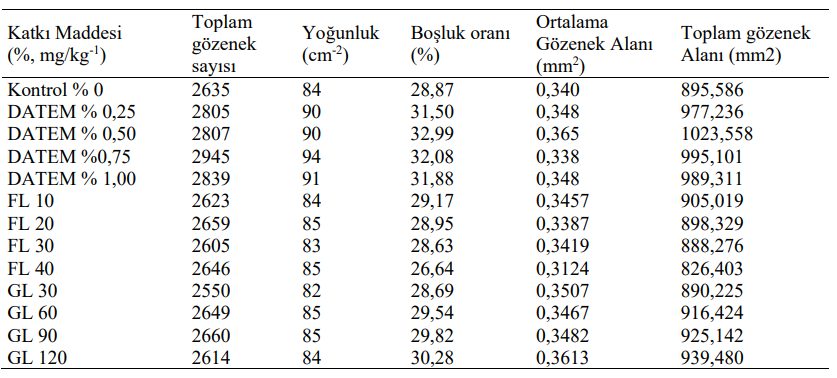 Katkı Maddesi (%, mg/kg-1) Toplam gözenek sayısı Yoğunluk (cm-2) Boşluk oranı (%) Ortalama Gözenek Alanı (mm2) Toplam gözenek Alanı (mm2)
Kontrol % 0 2635 84 28,87 0,340 895,586
DATEM % 0,25 2805 90 31,50 0,348 977,236
DATEM % 0,50 2807 90 32,99 0,365 1023,558
DATEM %0,75 2945 94 32,08 0,338 995,101
DATEM % 1,00 2839 91 31,88 0,348 989,311
FL 10 2623 84 29,17 0,3457 905,019
FL 20 2659 85 28,95 0,3387 898,329
FL 30 2605 83 28,63 0,3419 888,276
FL 40 2646 85 26,64 0,3124 826,403
GL 30 2550 82 28,69 0,3507 890,225
GL 60 2649 85 29,54 0,3467 916,424
GL 90 2660 85 29,82 0,3482 925,142
GL 120 2614 84 30,28 0,3613 939,480